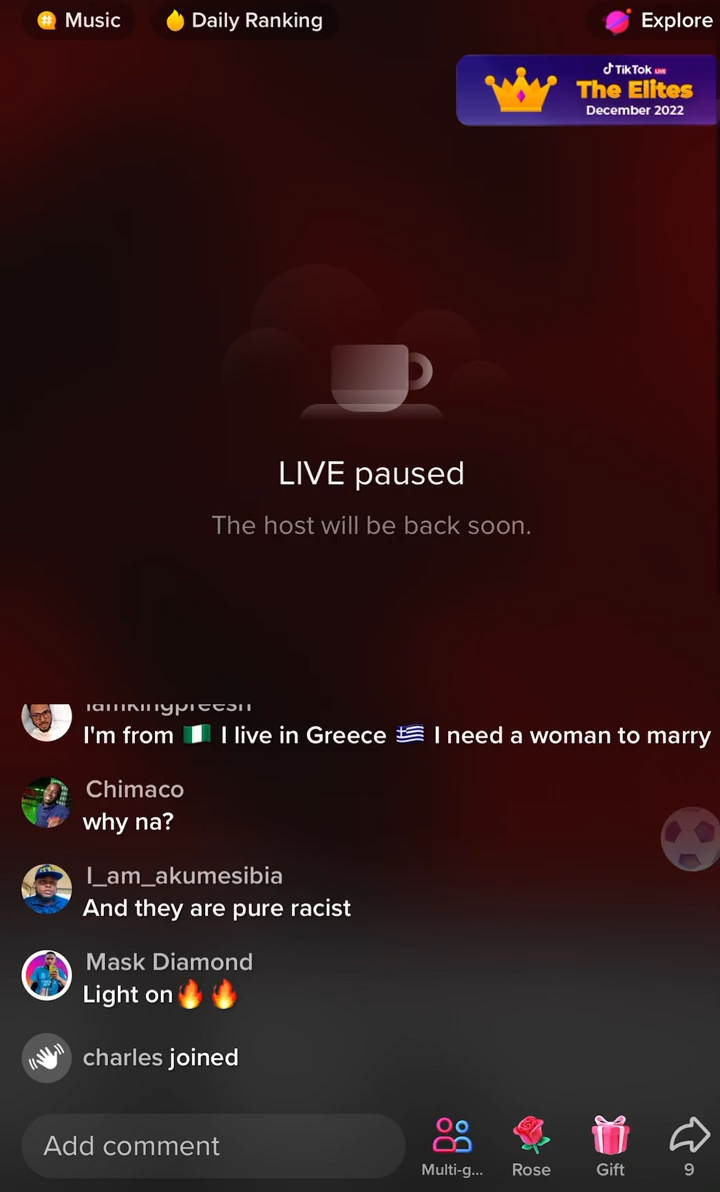 Music Daily Ranking Explore
TikTok LIVE
The Elites
December 2022
LIVE paused
The host will be back soon.
iamkingpreesh
I'm from 🇳🇬 I live in Greece 🇬🇷 I need a woman to marry
Chimaco
why na?
I_am_akumesibia
And they are pure racist
Mask Diamond
Light on🔥🔥
charles joined
Add comment
Multi-g... Rose Gift 9